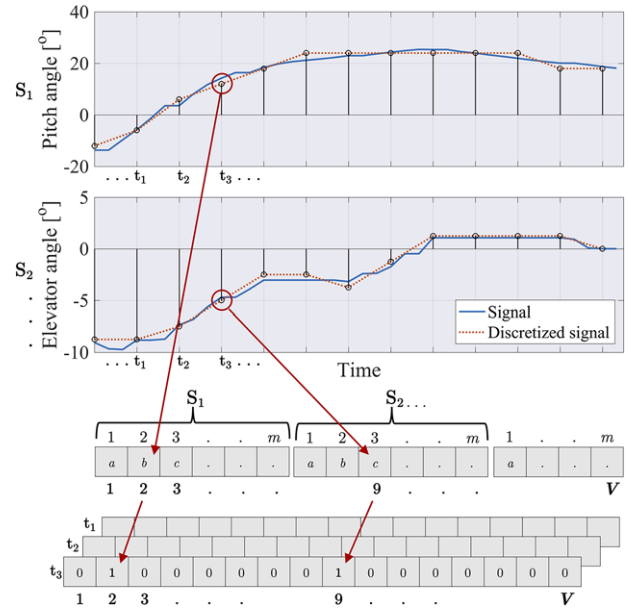 40
20
0
-20
Pitch angle [°]
S1
. . . t1 t2 t3 . . .
5
0
-5
-10
Elevator angle [°]
S2
.
.
.
Signal
Discretized signal
. . . t1 t2 t3 . . .
Time
S1 S2...
1 2 3 . . m 1 2 3 . . m 1 . . m
a b c . . . a b c . . . a . . .
1 2 3 . . . 9 . . . V
t1
t2
t3 0 1 0 0 0 0 0 0 1 0 0 0 0 0 0
1 2 3 . . . 9 . . . V